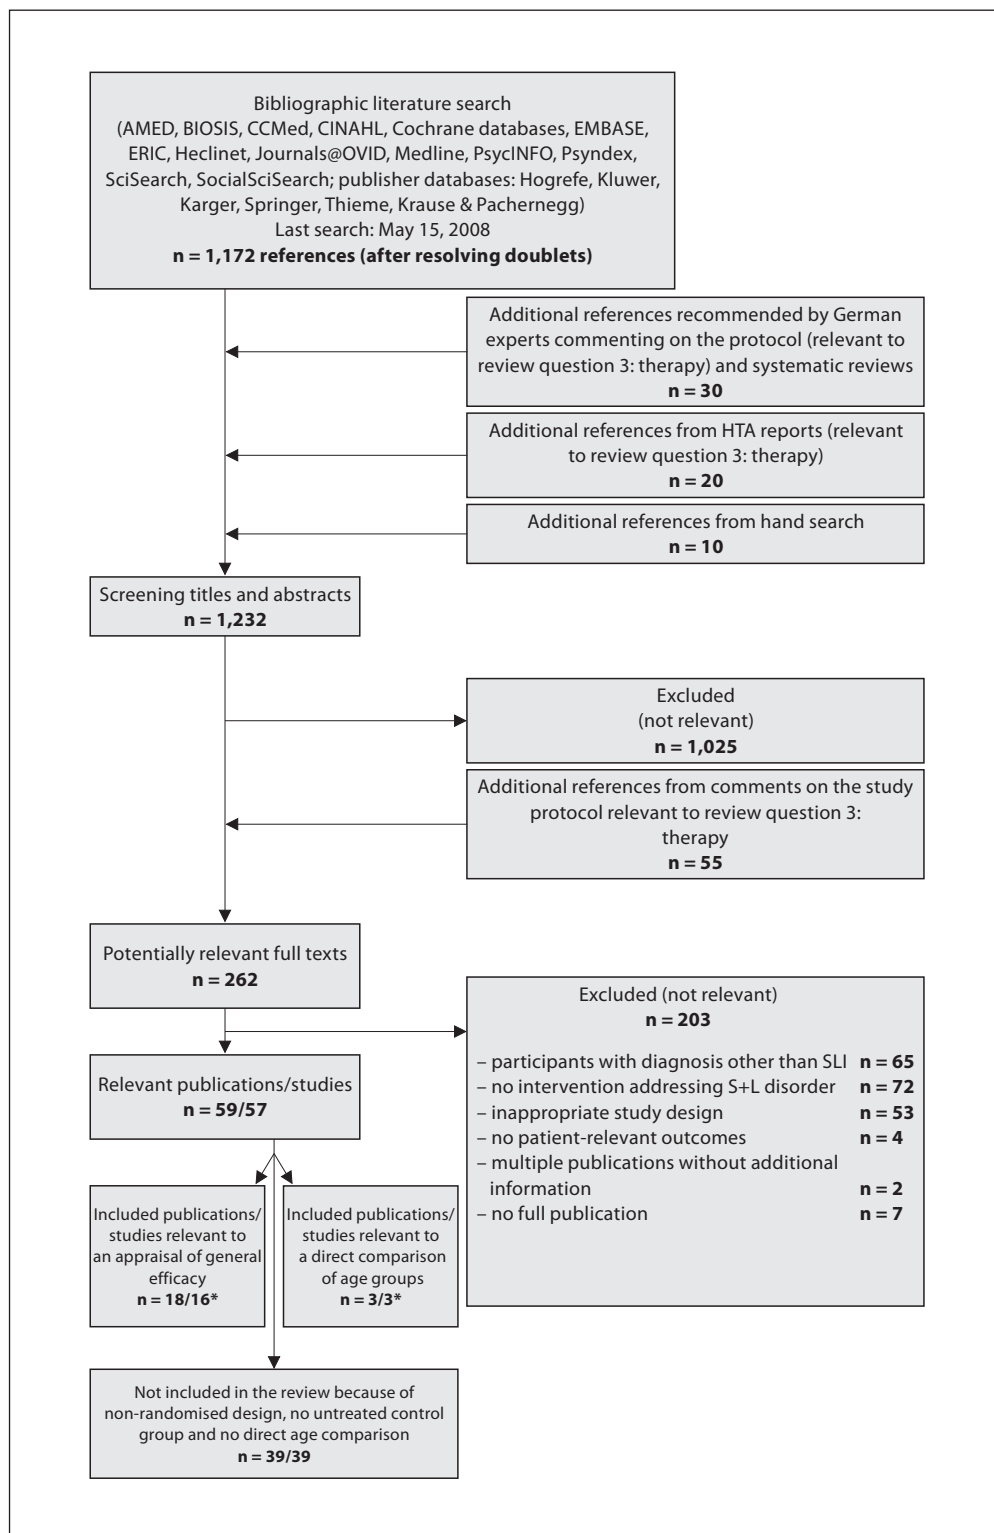 Bibliographic literature search
(AMED, BIOSIS, CCMed, CINAHL, Cochrane databases, EMBASE,
ERIC, Heclinet, Journals@OVID, Medline, PsycINFO, Psyndex,
SciSearch, SocialSciSearch; publisher databases: Hogrefe, Kluwer,
Karger, Springer, Thieme, Krause & Pachernegg)
Last search: May 15, 2008
n = 1,172 references (after resolving doublets)
Additional references recommended by German
experts commenting on the protocol (relevant to
review question 3: therapy) and systematic reviews
n = 30
Additional references from HTA reports (relevant
to review question 3: therapy)
n = 20
Additional references from hand search
n = 10
Screening titles and abstracts
n = 1,232
Excluded
(not relevant)
n = 1,025
Additional references from comments on the study
protocol relevant to review question 3:
therapy
n = 55
Potentially relevant full texts
n = 262
Excluded (not relevant)
n = 203
– participants with diagnosis other than SLI n = 65
– no intervention addressing S+L disorder n = 72
– inappropriate study design n = 53
– no patient-relevant outcomes n = 4
– multiple publications without additional
information n = 2
– no full publication n = 7
Relevant publications/studies
n = 59/57
Included publications/
studies relevant to
an appraisal of general
efficacy
n = 18/16*
Included publications/
studies relevant to
a direct comparison
of age groups
n = 3/3*
Not included in the review because of
non-randomised design, no untreated control
group and no direct age comparison
n = 39/39